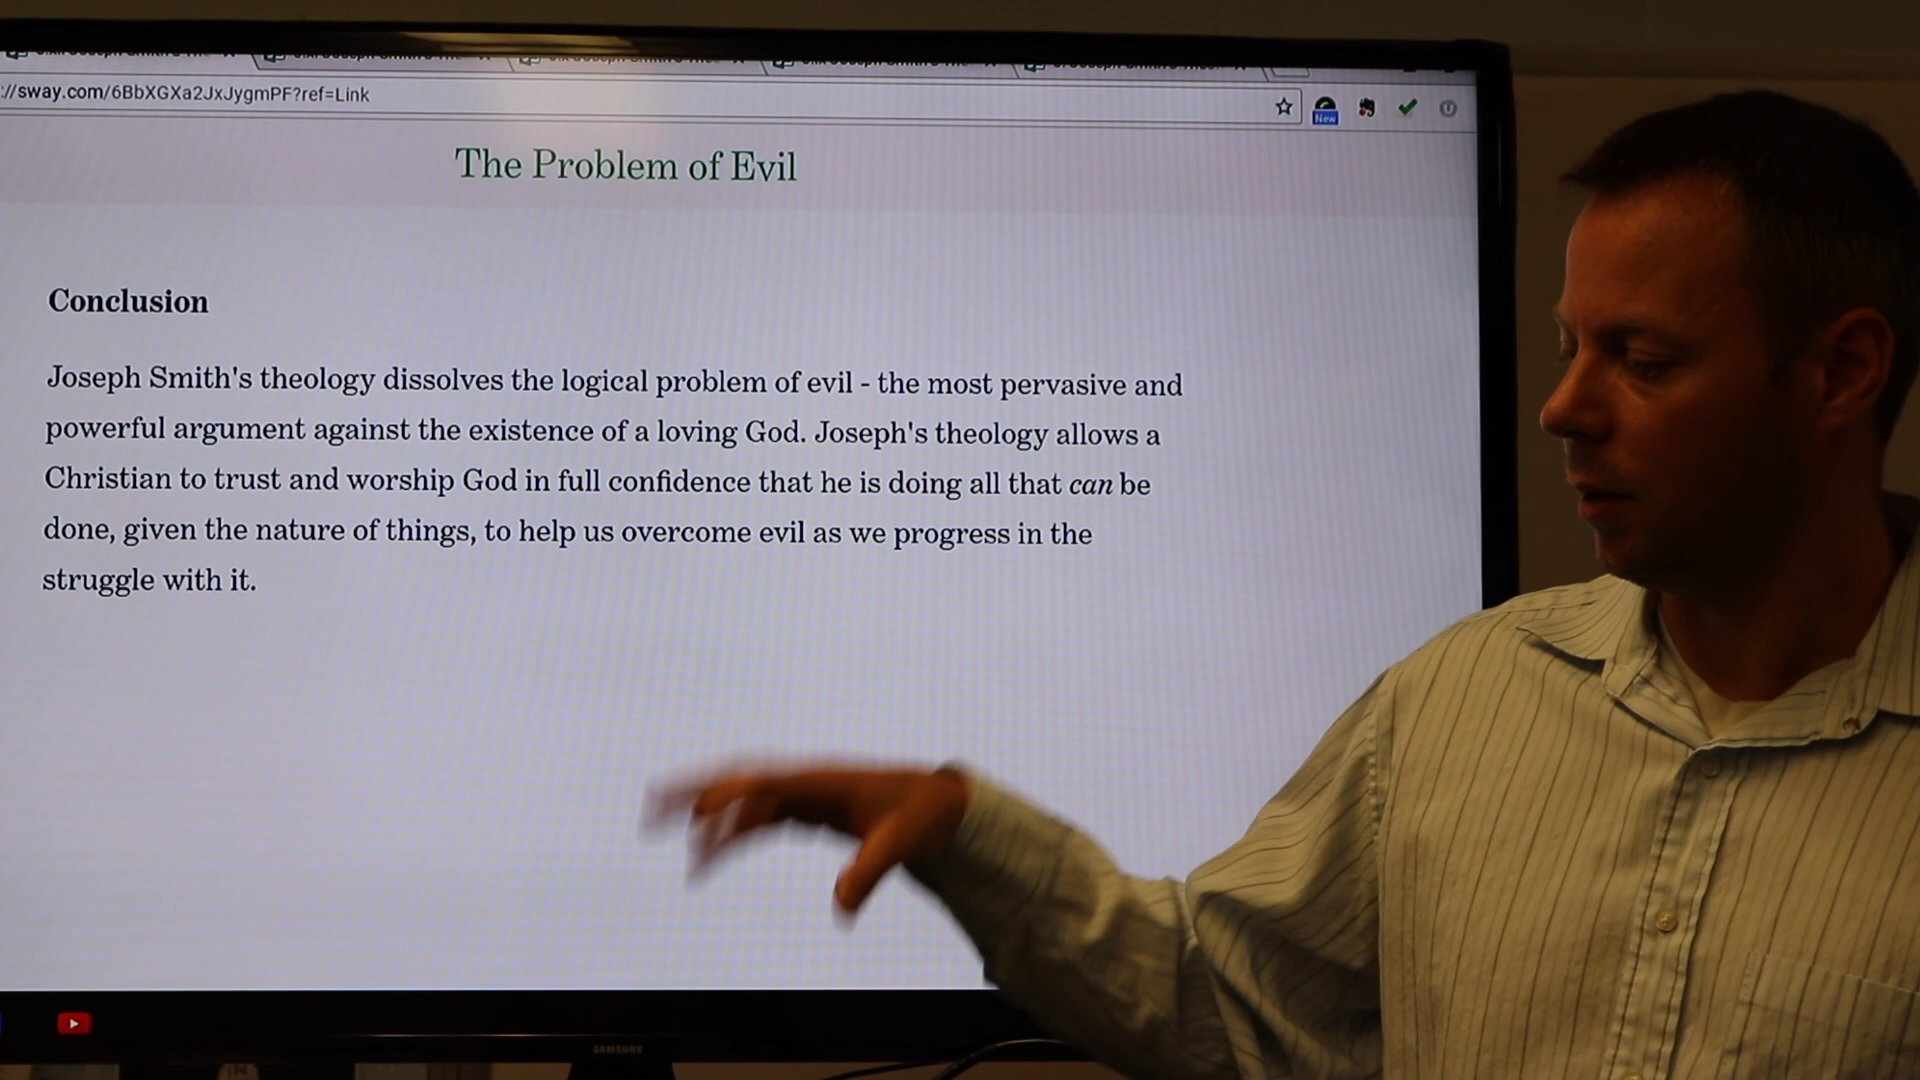 ://sway.com/6BbXGXa2JxJygmPF?ref=Link
New
The Problem of Evil
Conclusion
Joseph Smith's theology dissolves the logical problem of evil - the most pervasive and
powerful argument against the existence of a loving God. Joseph's theology allows a
Christian to trust and worship God in full confidence that he is doing all that can be
done, given the nature of things, to help us overcome evil as we progress in the
struggle with it.
SAMSUNG